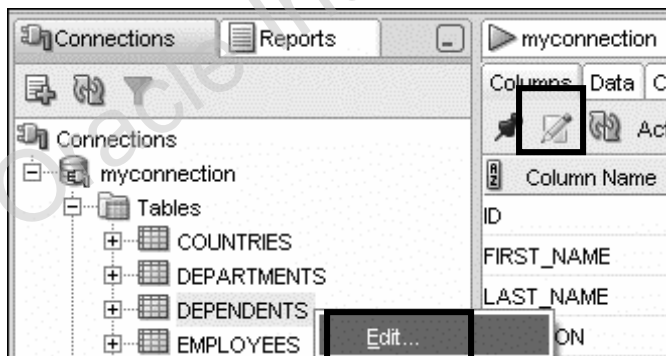 Connections
Reports
myconnection
Columns Data
Connections
myconnection
Tables
COUNTRIES
DEPARTMENTS
DEPENDENTS
EMPLOYEES
Edit...
Column Name
ID
FIRST_NAME
LAST_NAME